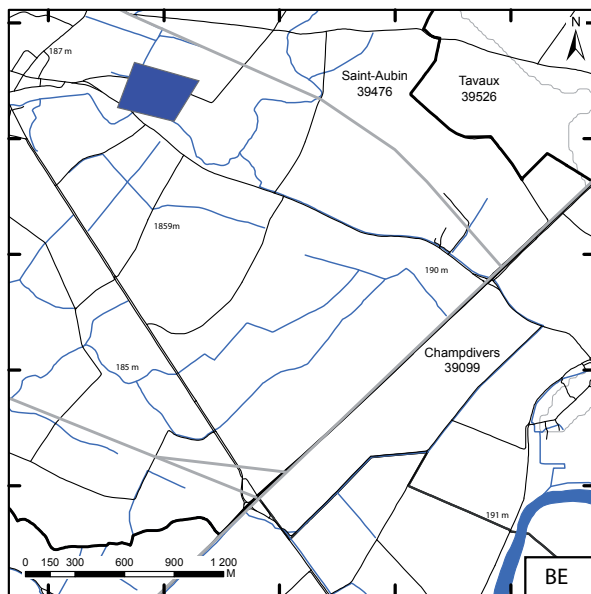 N
187 m
Saint-Aubin
39476
Tavaux
39526
1859m
190 m
Champdivers
39099
185 m
191 m
0 150 300 600 900 1 200
M
BE